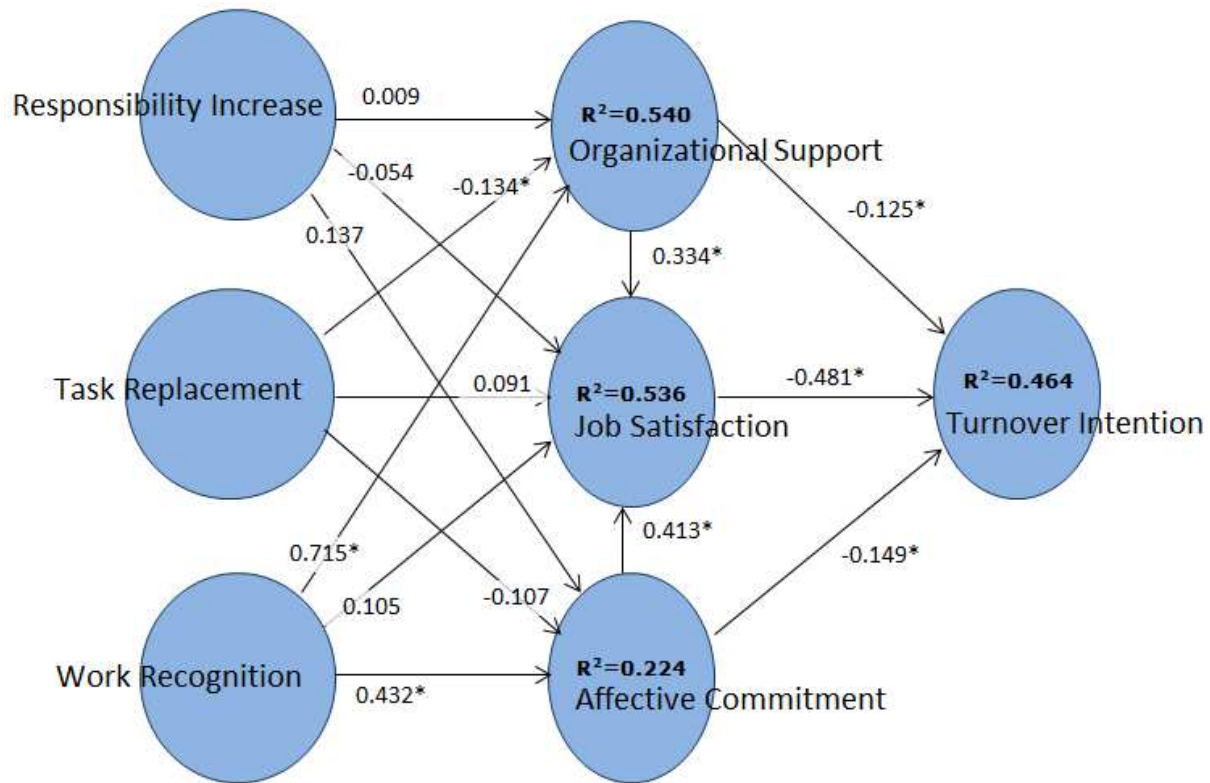 Responsibility Increase
0.009
R²=0.540
Organizational Support
-0.054
-0.134*
-0.125*
0.137
0.334*
Task Replacement
0.091
R²=0.536
Job Satisfaction
-0.481*
R²=0.464
Turnover Intention
0.413*
0.715*
-0.107
-0.149*
0.105
Work Recognition
0.432*
R²=0.224
Affective Commitment